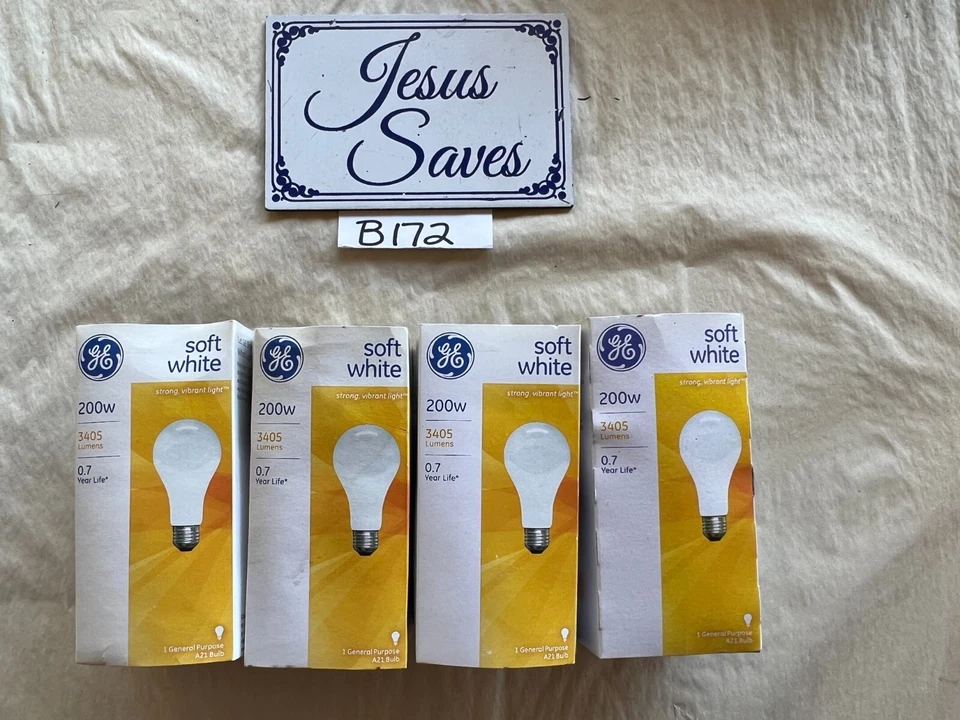 Jesus
Saves
B172
GE
soft
white
strong, vibrant light™
200w
3405
Lumens
0.7
Year Life*
1 General Purpose
A21 Bulb
GE
soft
white
strong, vibrant light™
200w
3405
Lumens
0.7
Year Life*
1 General Purpose
A21 Bulb
GE
soft
white
strong, vibrant light™
200w
3405
Lumens
0.7
Year Life*
1 General Purpose
A21 Bulb
GE
soft
white
strong, vibrant light™
200w
3405
Lumens
0.7
Year Life*
1 General Purpose
A21 Bulb